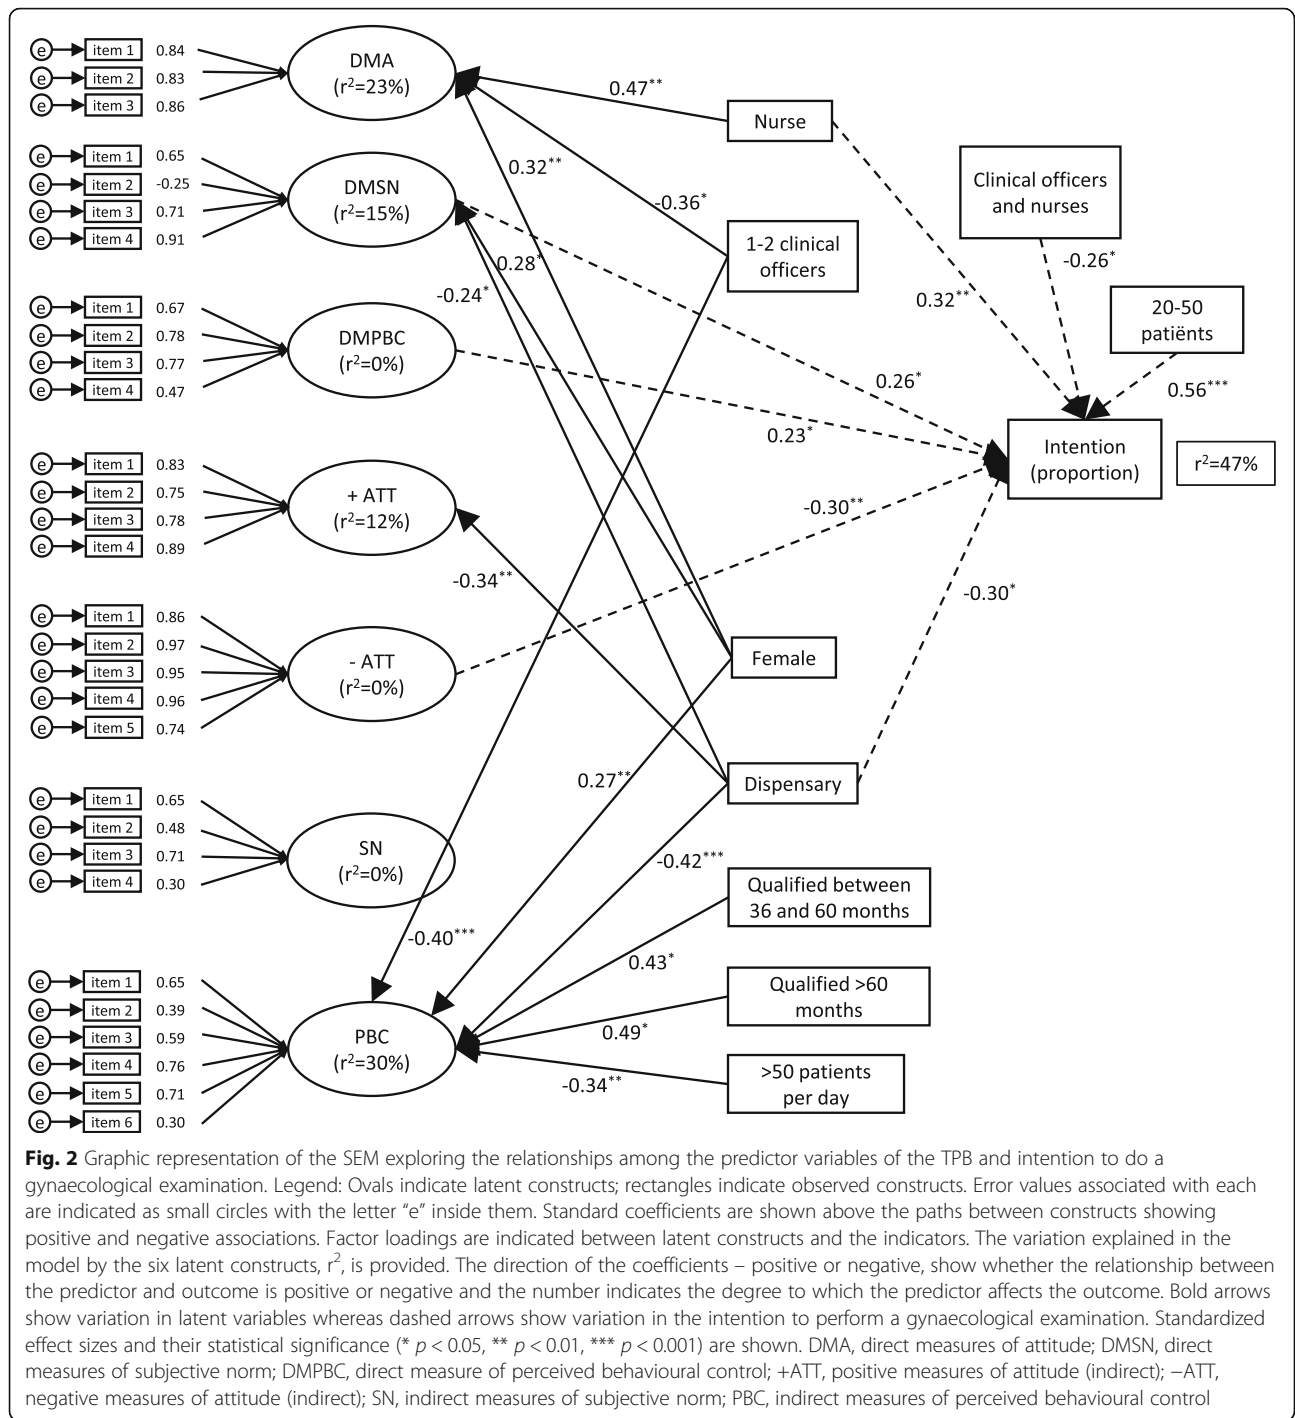 e item 1 0.84
e item 2 0.83
e item 3 0.86
DMA
(r²=23%)
e item 1 0.65
e item 2 -0.25
e item 3 0.71
e item 4 0.91
DMSN
(r²=15%)
e item 1 0.67
e item 2 0.78
e item 3 0.77
e item 4 0.47
DMPBC
(r²=0%)
e item 1 0.83
e item 2 0.75
e item 3 0.78
e item 4 0.89
+ ATT
(r²=12%)
e item 1 0.86
e item 2 0.97
e item 3 0.95
e item 4 0.96
e item 5 0.74
- ATT
(r²=0%)
e item 1 0.65
e item 2 0.48
e item 3 0.71
e item 4 0.30
SN
(r²=0%)
e item 1 0.65
e item 2 0.39
e item 3 0.59
e item 4 0.76
e item 5 0.71
e item 6 0.30
PBC
(r²=30%)
0.47**
0.32**
-0.36*
0.28*
-0.24*
-0.34**
0.27**
-0.42***
-0.40***
0.43*
0.49*
-0.34**
Nurse
1-2 clinical
officers
Female
Dispensary
Qualified between
36 and 60 months
Qualified >60
months
>50 patients
per day
0.32**
0.26*
0.23*
-0.30**
-0.30*
Clinical officers
and nurses
-0.26*
20-50
patiënts
0.56***
Intention
(proportion)
r²=47%
Fig. 2 Graphic representation of the SEM exploring the relationships among the predictor variables of the TPB and intention to do a
gynaecological examination. Legend: Ovals indicate latent constructs; rectangles indicate observed constructs. Error values associated with each
are indicated as small circles with the letter “e” inside them. Standard coefficients are shown above the paths between constructs showing
positive and negative associations. Factor loadings are indicated between latent constructs and the indicators. The variation explained in the
model by the six latent constructs, r², is provided. The direction of the coefficients – positive or negative, show whether the relationship between
the predictor and outcome is positive or negative and the number indicates the degree to which the predictor affects the outcome. Bold arrows
show variation in latent variables whereas dashed arrows show variation in the intention to perform a gynaecological examination. Standardized
effect sizes and their statistical significance (* p < 0.05, ** p < 0.01, *** p < 0.001) are shown. DMA, direct measures of attitude; DMSN, direct
measures of subjective norm; DMPBC, direct measure of perceived behavioural control; +ATT, positive measures of attitude (indirect); −ATT,
negative measures of attitude (indirect); SN, indirect measures of subjective norm; PBC, indirect measures of perceived behavioural control